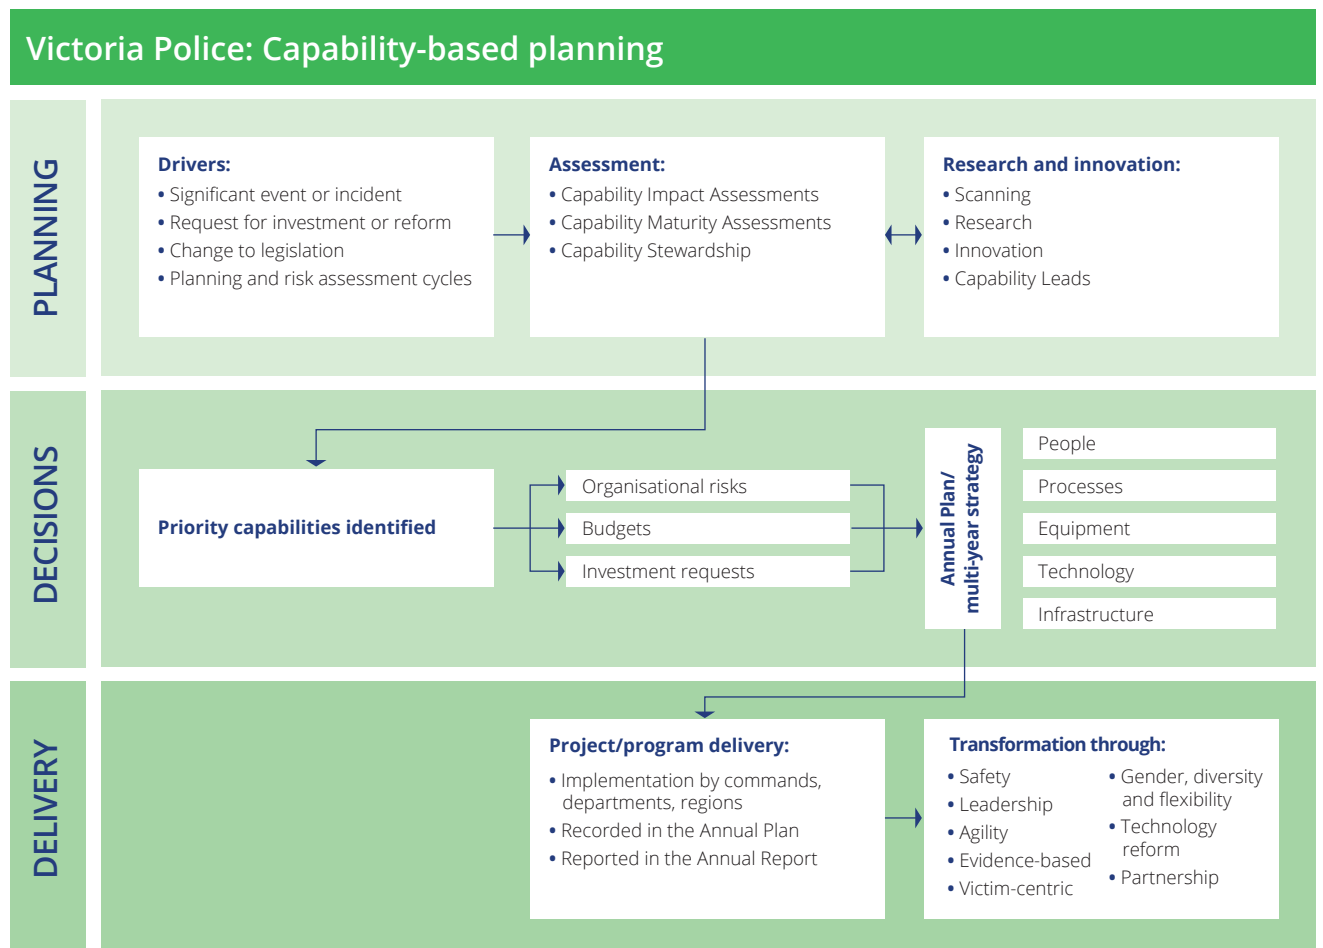 Victoria Police: Capability-based planning
PLANNING
Drivers:
• Significant event or incident
• Request for investment or reform
• Change to legislation
• Planning and risk assessment cycles
Assessment:
• Capability Impact Assessments
• Capability Maturity Assessments
• Capability Stewardship
Research and innovation:
• Scanning
• Research
• Innovation
• Capability Leads
DECISIONS
Priority capabilities identified
Organisational risks
Budgets
Investment requests
Annual Plan/
multi-year strategy
People
Processes
Equipment
Technology
Infrastructure
DELIVERY
Project/program delivery:
• Implementation by commands,
departments, regions
• Recorded in the Annual Plan
• Reported in the Annual Report
Transformation through:
• Safety
• Leadership
• Agility
• Evidence-based
• Victim-centric
• Gender, diversity
and flexibility
• Technology
reform
• Partnership